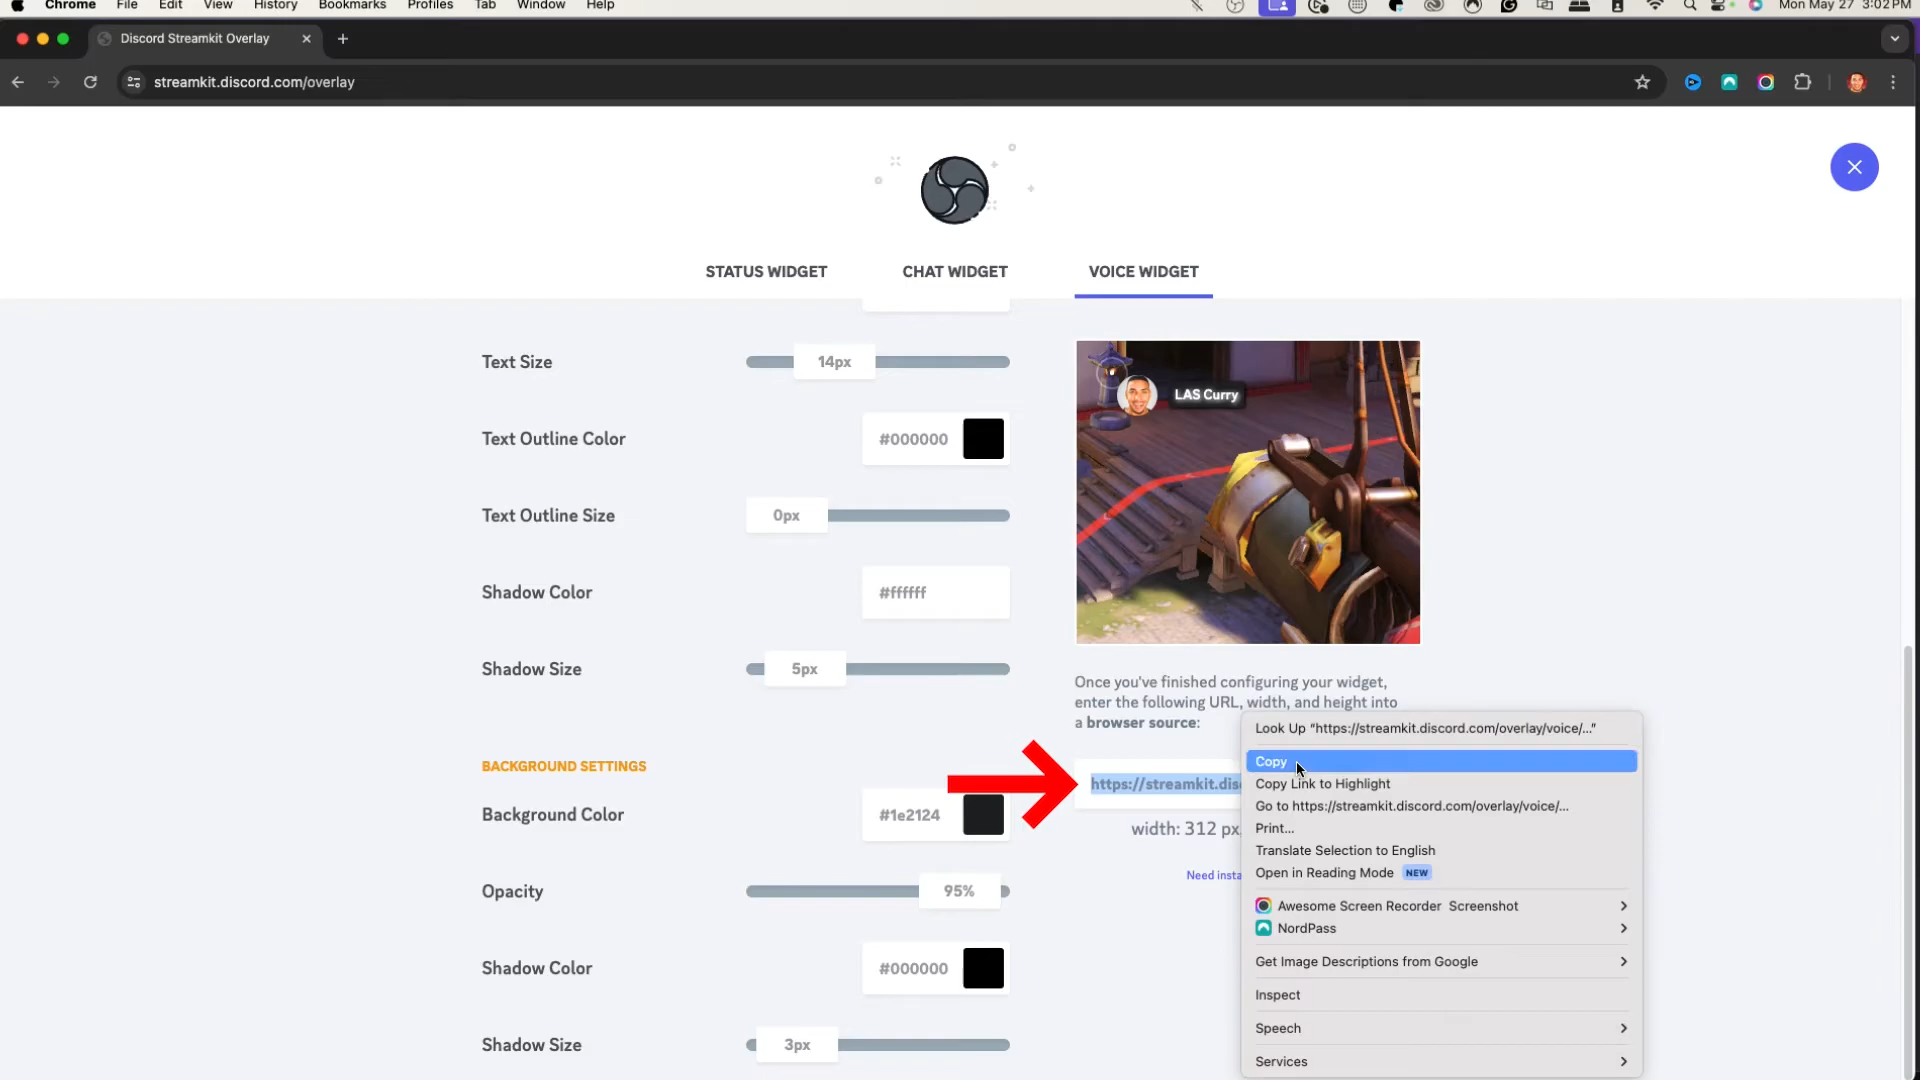 Chrome File Edit View History Bookmarks Profiles Tab Window Help Mon May 27 3:02 PM
Discord Streamkit Overlay
streamkit.discord.com/overlay
STATUS WIDGET CHAT WIDGET VOICE WIDGET
Text Size 14px
LAS Curry
Text Outline Color #000000
Text Outline Size 0px
Shadow Color #ffffff
Shadow Size 5px
Once you've finished configuring your widget,
enter the following URL, width, and height into
a browser source:
BACKGROUND SETTINGS
https://streamkit.disc
Background Color #1e2124
width: 312 px
Need insta
Opacity 95%
Shadow Color #000000
Shadow Size 3px
Look Up “https://streamkit.discord.com/overlay/voice/...”
Copy
Copy Link to Highlight
Go to https://streamkit.discord.com/overlay/voice/...
Print...
Translate Selection to English
Open in Reading Mode NEW
Awesome Screen Recorder Screenshot
NordPass
Get Image Descriptions from Google
Inspect
Speech
Services